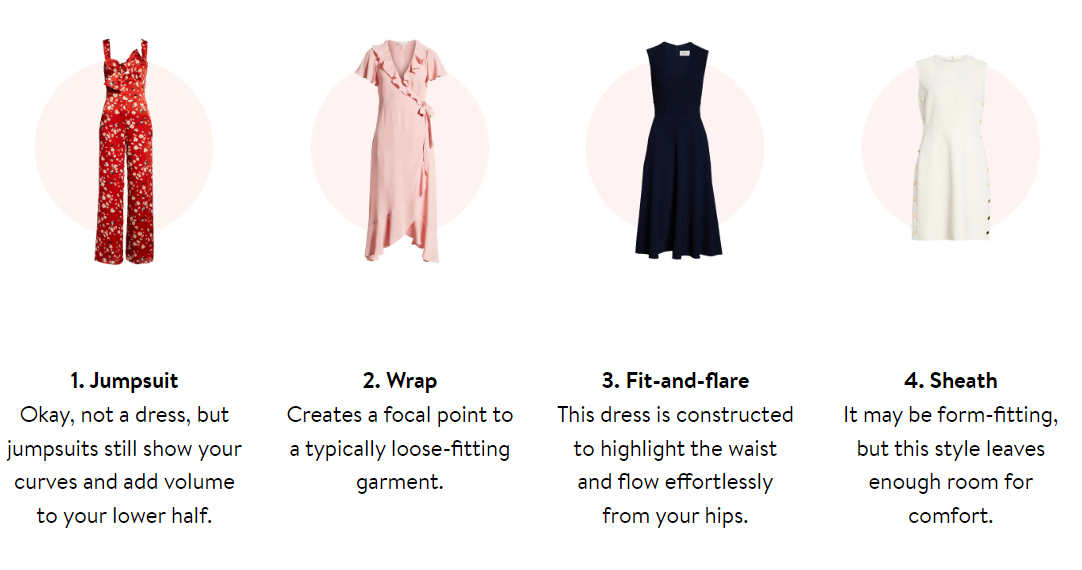 1. Jumpsuit
Okay, not a dress, but
jumpsuits still show your
curves and add volume
to your lower half.
2. Wrap
Creates a focal point to
a typically loose-fitting
garment.
3. Fit-and-flare
This dress is constructed
to highlight the waist
and flow effortlessly
from your hips.
4. Sheath
It may be form-fitting,
but this style leaves
enough room for
comfort.